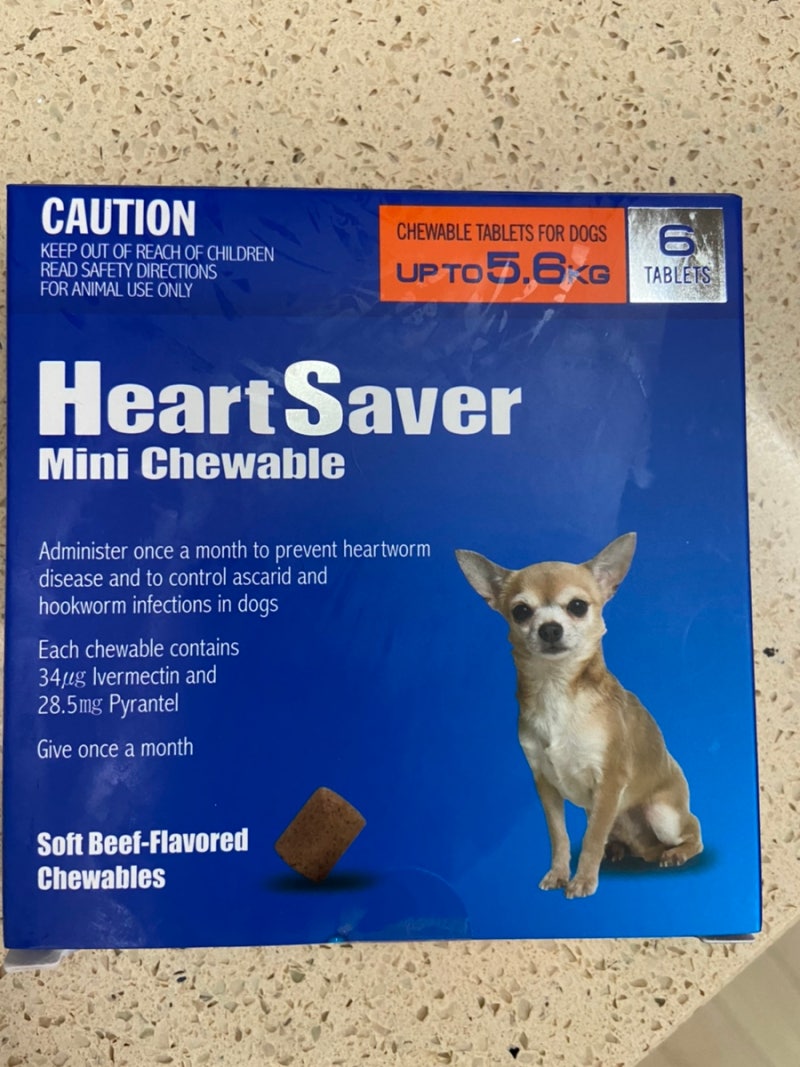 CAUTION
KEEP OUT OF REACH OF CHILDREN
READ SAFETY DIRECTIONS
FOR ANIMAL USE ONLY
CHEWABLE TABLETS FOR DOGS
UP TO 5.6KG
6
TABLETS
HeartSaver
Mini Chewable
Administer once a month to prevent heartworm
disease and to control ascarid and
hookworm infections in dogs
Each chewable contains
34μg Ivermectin and
28.5mg Pyrantel
Give once a month
Soft Beef-Flavored
Chewables